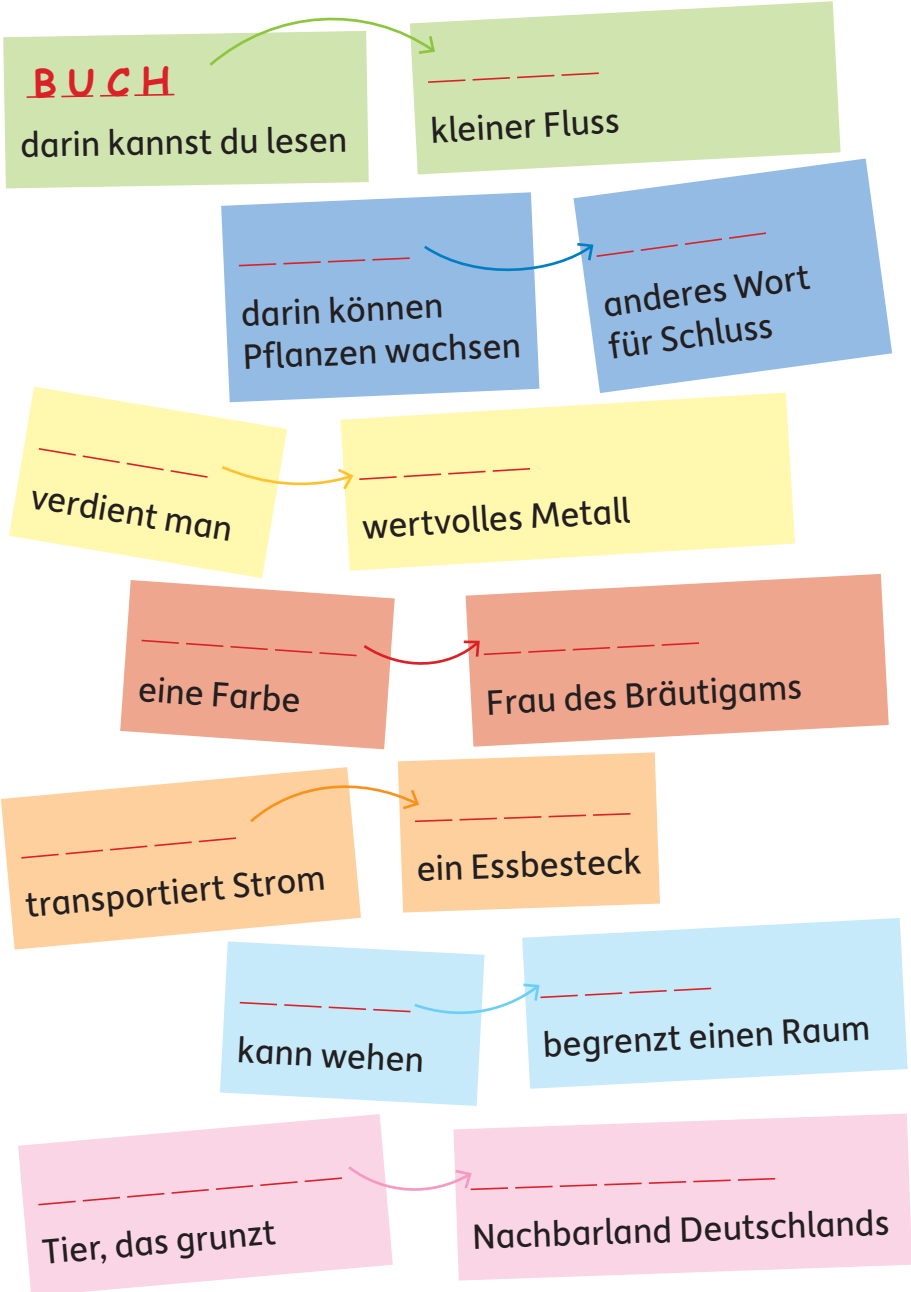 BUCH
darin kannst du lesen
kleiner Fluss
darin können
Pflanzen wachsen
anderes Wort
für Schluss
verdient man
wertvolles Metall
eine Farbe
Frau des Bräutigams
transportiert Strom
ein Essbesteck
kann wehen
begrenzt einen Raum
Tier, das grunzt
Nachbarland Deutschlands